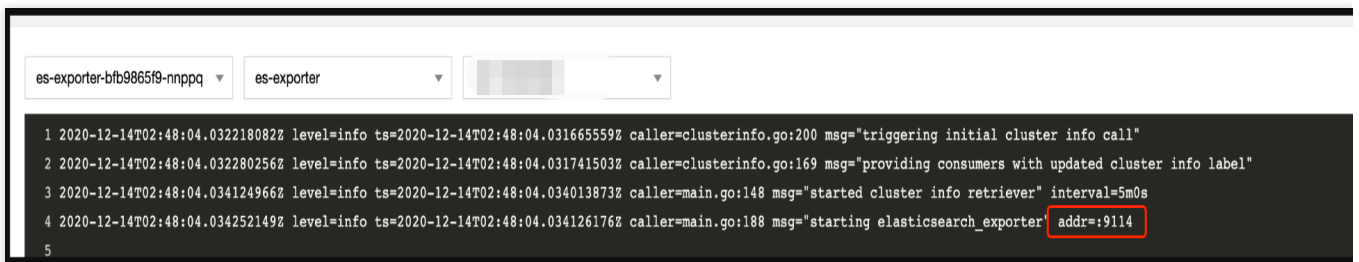 es-exporter-bfb9865f9-nnppq es-exporter
1 2020-12-14T02:48:04.032218082Z level=info ts=2020-12-14T02:48:04.031665559Z caller=clusterinfo.go:200 msg="triggering initial cluster info call"
2 2020-12-14T02:48:04.032280256Z level=info ts=2020-12-14T02:48:04.031741503Z caller=clusterinfo.go:169 msg="providing consumers with updated cluster info label"
3 2020-12-14T02:48:04.034124966Z level=info ts=2020-12-14T02:48:04.034013873Z caller=main.go:148 msg="started cluster info retriever" interval=5m0s
4 2020-12-14T02:48:04.034252149Z level=info ts=2020-12-14T02:48:04.034126176Z caller=main.go:188 msg="starting elasticsearch_exporter" addr=:9114
5